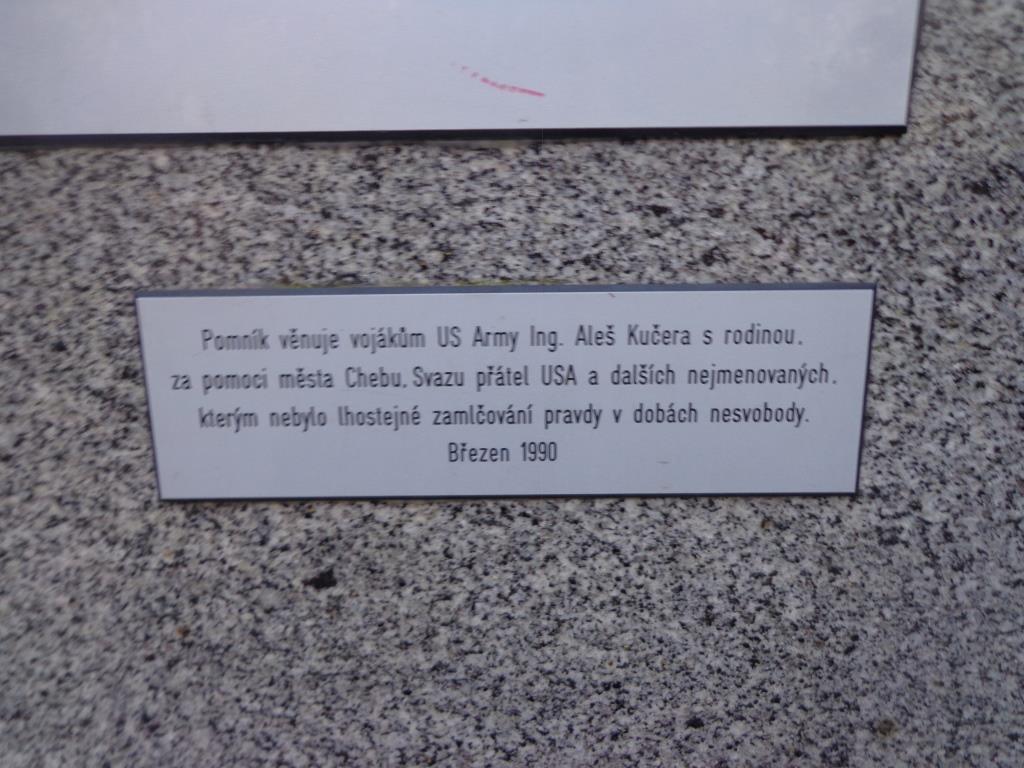 Pomník věnuje vojákům US Army Ing. Aleš Kučera s rodinou,
za pomoci města Chebu, Svazu přátel USA a dalších nejmenovaných,
kterým nebylo lhostejné zamlčování pravdy v dobách nesvobody.
Březen 1990